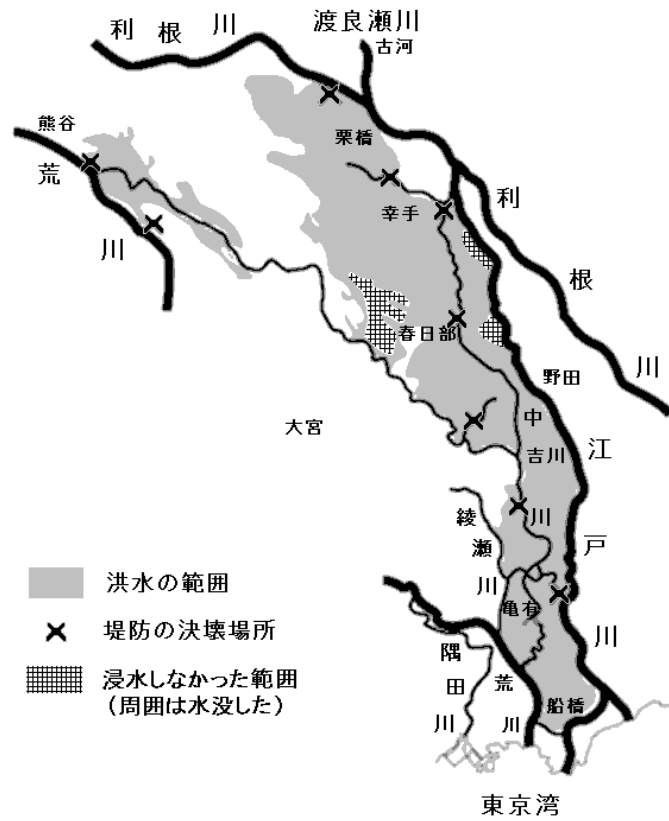 利根川
渡良瀬川
古河
熊谷
荒川
栗橋
幸手
利根川
春日部
野田
大宮
中川
吉川
江戸川
綾瀬川
亀有
隅田川
荒川
船橋
東京湾
洪水の範囲
堤防の決壊場所
浸水しなかった範囲
（周囲は水没した）